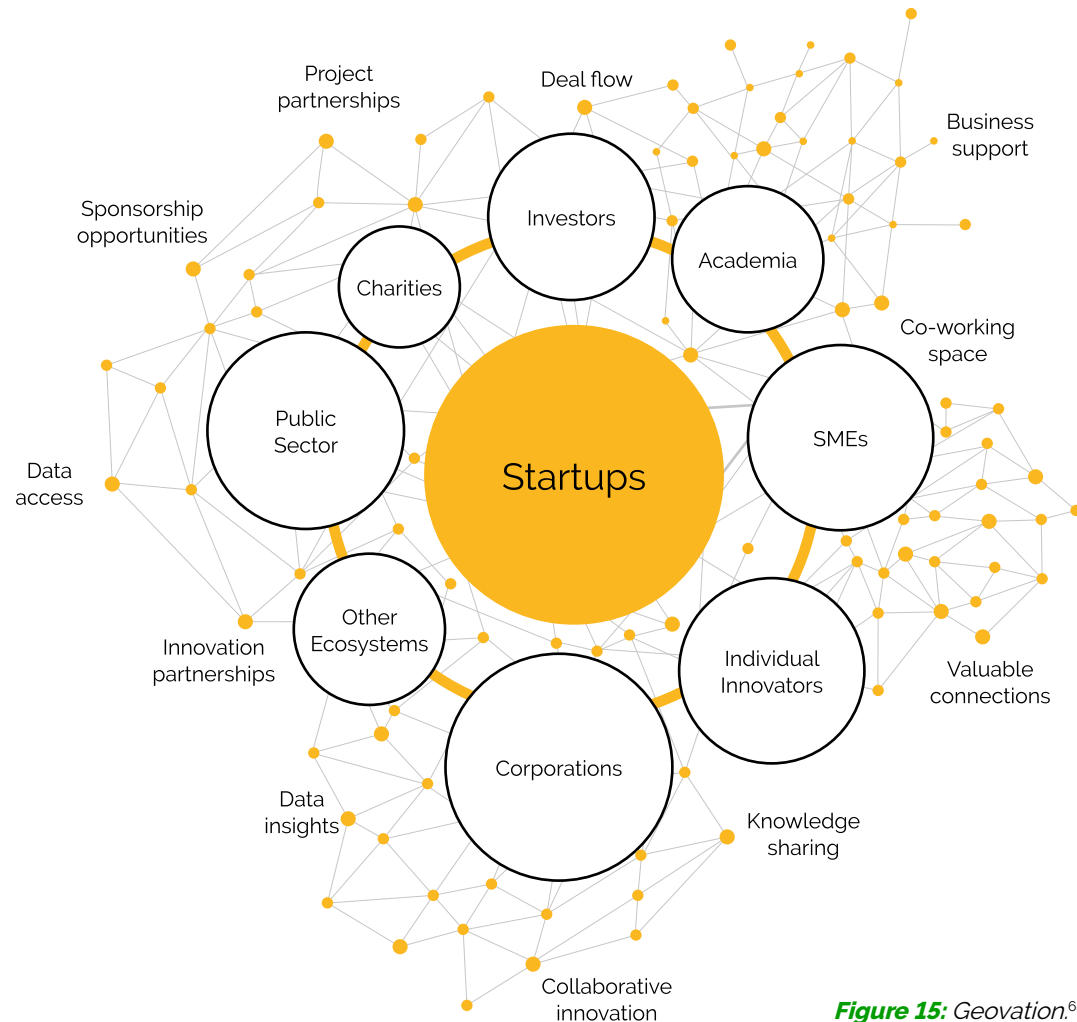 Project
partnerships
Deal flow
Business
support
Sponsorship
opportunities
Investors
Academia
Charities
Co-working
space
Public
Sector
SMEs
Startups
Data
access
Other
Ecosystems
Innovation
partnerships
Individual
Innovators
Valuable
connections
Corporations
Data
insights
Knowledge
sharing
Collaborative
innovation
Figure 15: Geovation.⁶